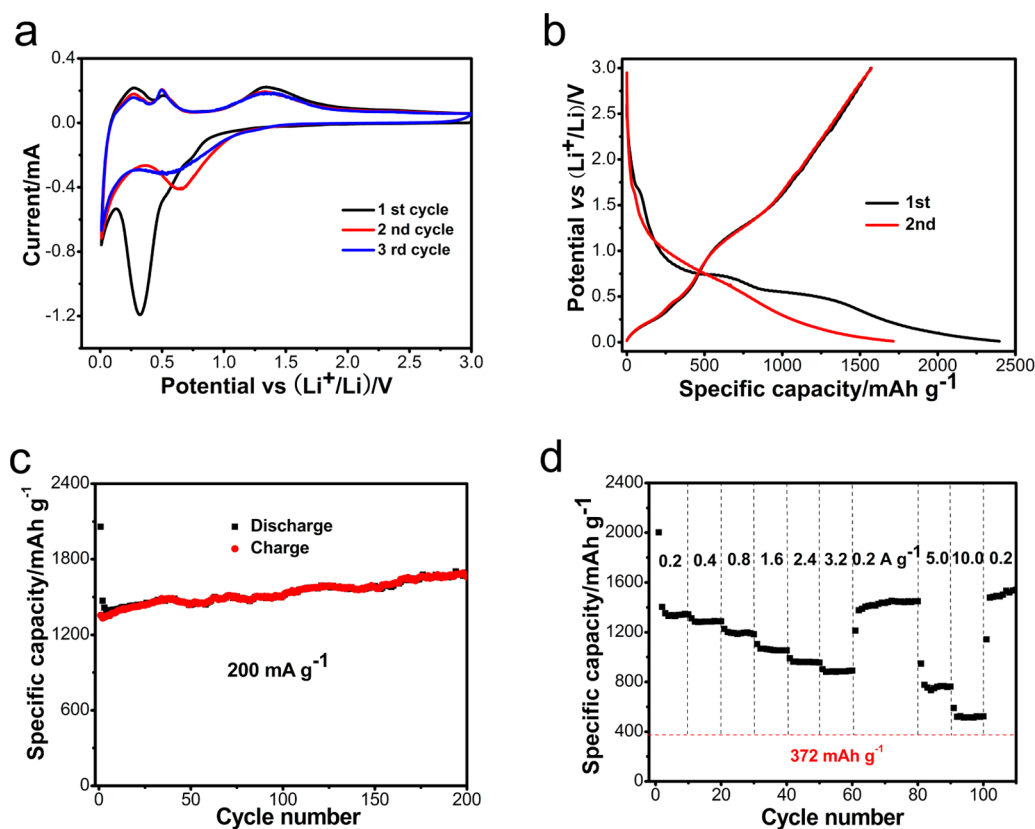 a
0.4
0.0
-0.4
-0.8
-1.2
Current/mA
1 st cycle
2 nd cycle
3 rd cycle
0.0 0.5 1.0 1.5 2.0 2.5 3.0
Potential vs (Li⁺/Li)/V
b
3.0
2.5
2.0
1.5
1.0
0.5
0.0
Potential vs (Li⁺/Li)/V
1st
2nd
0 500 1000 1500 2000 2500
Specific capacity/mAh g⁻¹
c
2400
1800
1200
600
0
Specific capacity/mAh g⁻¹
Discharge
Charge
200 mA g⁻¹
0 50 100 150 200
Cycle number
d
2400
2000
1600
1200
800
400
0
Specific capacity/mAh g⁻¹
0.2 0.4 0.8 1.6 2.4 3.2 0.2 A g⁻¹ 5.0 10.0 0.2
372 mAh g⁻¹
0 20 40 60 80 100
Cycle number